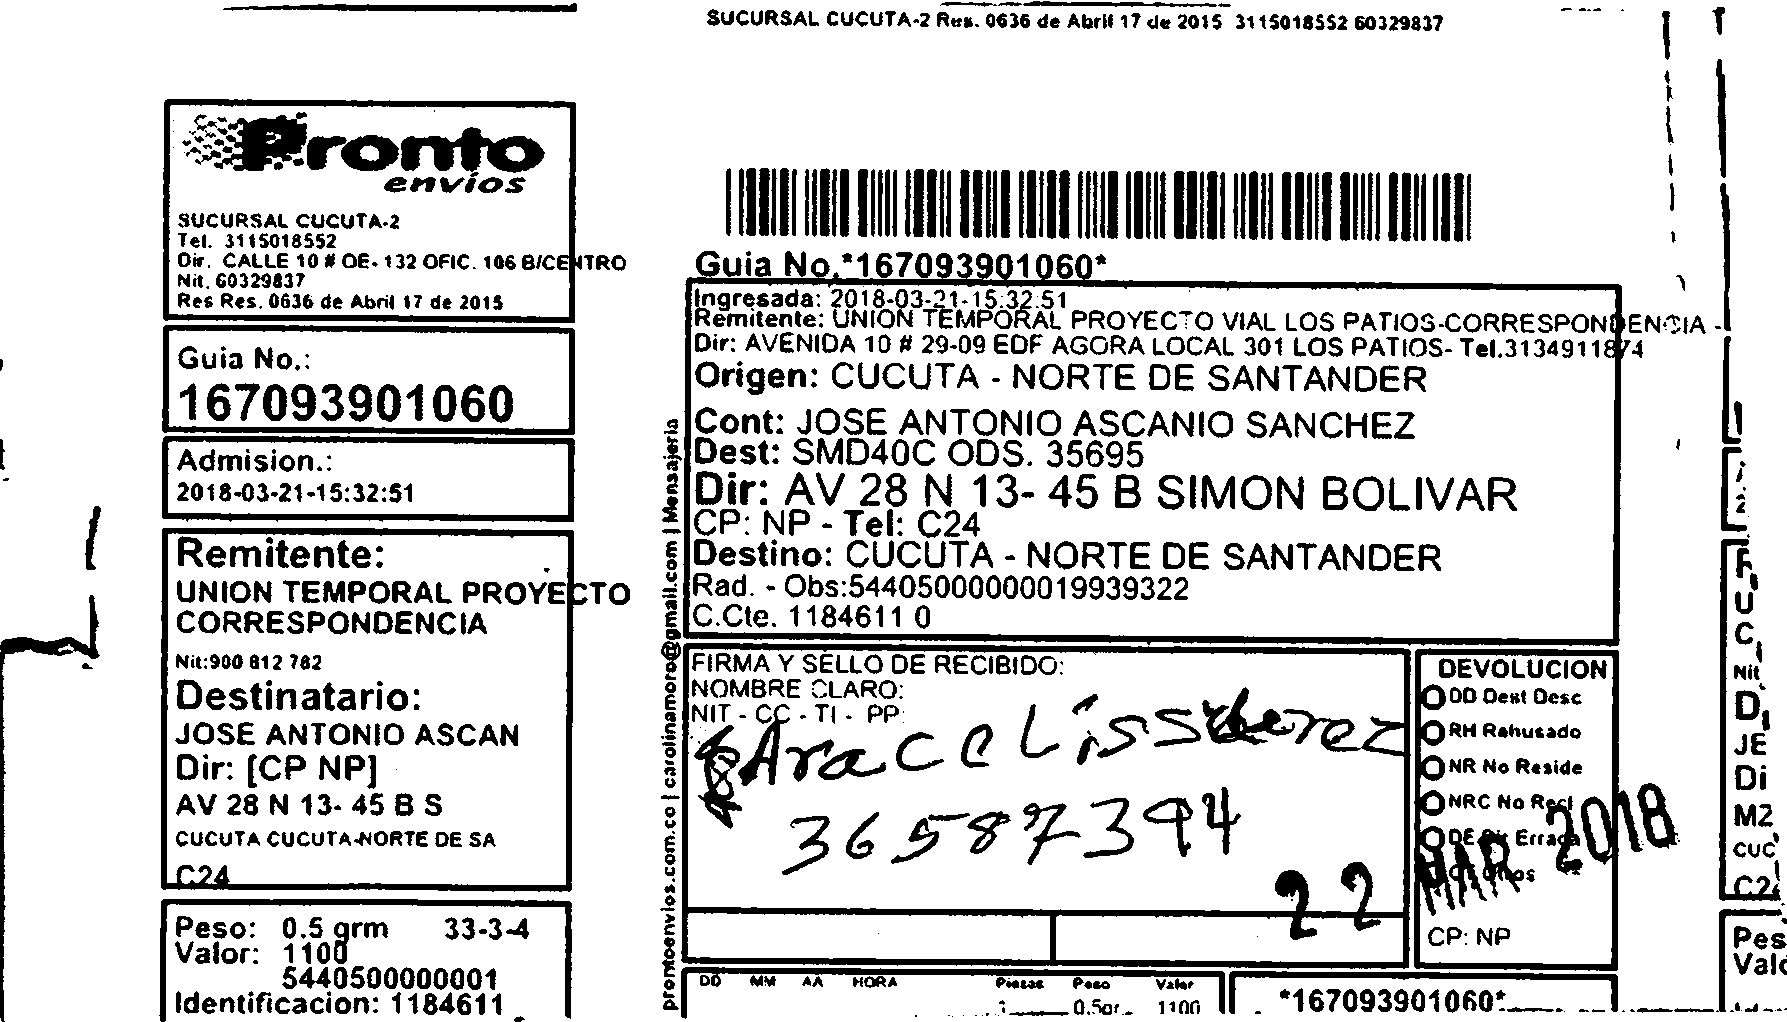 SUCURSAL CUCUTA-2 Res. 0636 de Abril 17 de 2015 3115018552 60329837
Pronto
envios
SUCURSAL CUCUTA-2
Tel. 3115018552
Dir. CALLE 10 # OE- 132 OFIC. 106 B/CENTRO
Nit. 60329837
Res Res. 0636 de Abril 17 de 2015
Guia No.:
167093901060
Admision.:
2018-03-21-15:32:51
Remitente:
UNION TEMPORAL PROYECTO
CORRESPONDENCIA
Nit:900 812 782
Destinatario:
JOSE ANTONIO ASCAN
Dir: [CP NP]
AV 28 N 13- 45 B S
CUCUTA CUCUTA-NORTE DE SA
C24
Peso: 0.5 grm 33-3-4
Valor: 1100
5440500000001
Identificacion: 1184611
prontoenvios.com.co | carolinamoro@gmail.com | Mensajeria
Guia No.*167093901060*
Ingresada: 2018-03-21-15:32:51
Remitente: UNION TEMPORAL PROYECTO VIAL LOS PATIOS-CORRESPONDENCIA -
Dir: AVENIDA 10 # 29-09 EDF AGORA LOCAL 301 LOS PATIOS- Tel.3134911874
Origen: CUCUTA - NORTE DE SANTANDER
Cont: JOSE ANTONIO ASCANIO SANCHEZ
Dest: SMD40C ODS. 35695
Dir: AV 28 N 13- 45 B SIMON BOLIVAR
CP: NP - Tel: C24
Destino: CUCUTA - NORTE DE SANTANDER
Rad. - Obs:54405000000019939322
C.Cte. 1184611 0
FIRMA Y SELLO DE RECIBIDO:
NOMBRE CLARO:
NIT - CC - TI - PP:
36587394
22 MAR 2018
DEVOLUCION
DD Dest Desc
RH Rehusado
NR No Reside
NRC No Recl
DE Dir Errada
CP: NP
DD MM AA HORA Piezas Peso Valor
1 0.5gr 1100
*167093901060*
Nit
JE
Di
M2
CUC
C24
Pes
Valo